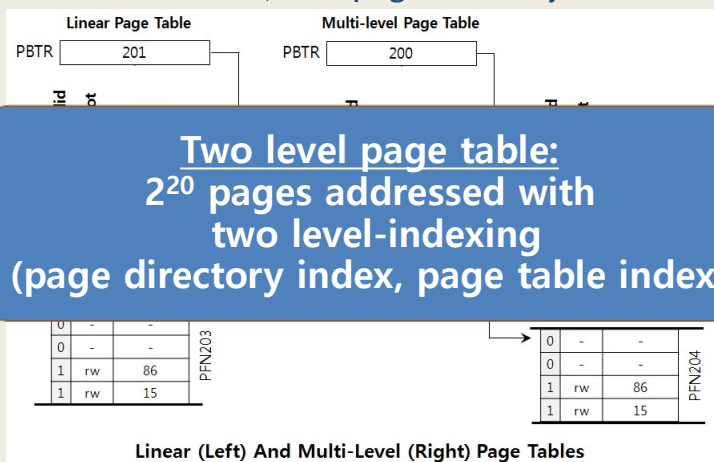 Linear Page Table Multi-level Page Table
PBTR 201 PBTR 200
Two level page table:
2²⁰ pages addressed with
two level-indexing
(page directory index, page table index
0 - -
0 - -
1 rw 86
1 rw 15
PFN203
0 - -
0 - -
1 rw 86
1 rw 15
PFN204
Linear (Left) And Multi-Level (Right) Page Tables